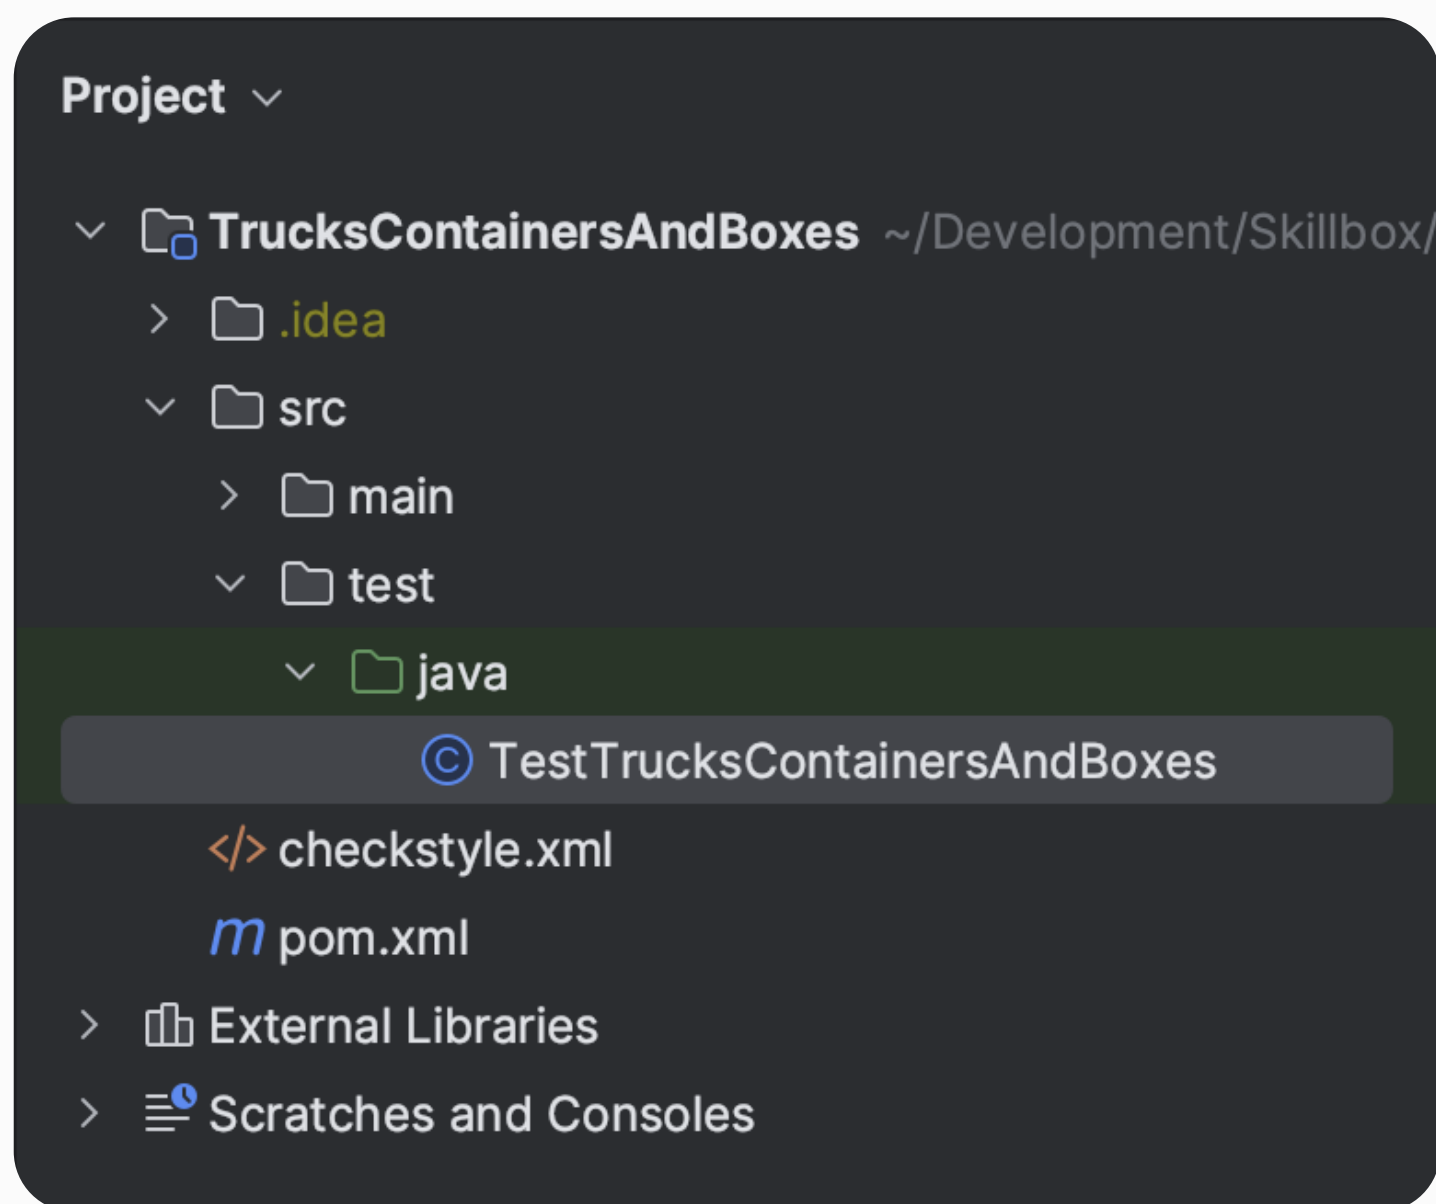 Project
TrucksContainersAndBoxes ~/Development/Skillbox/
.idea
src
main
test
java
TestTrucksContainersAndBoxes
checkstyle.xml
pom.xml
External Libraries
Scratches and Consoles